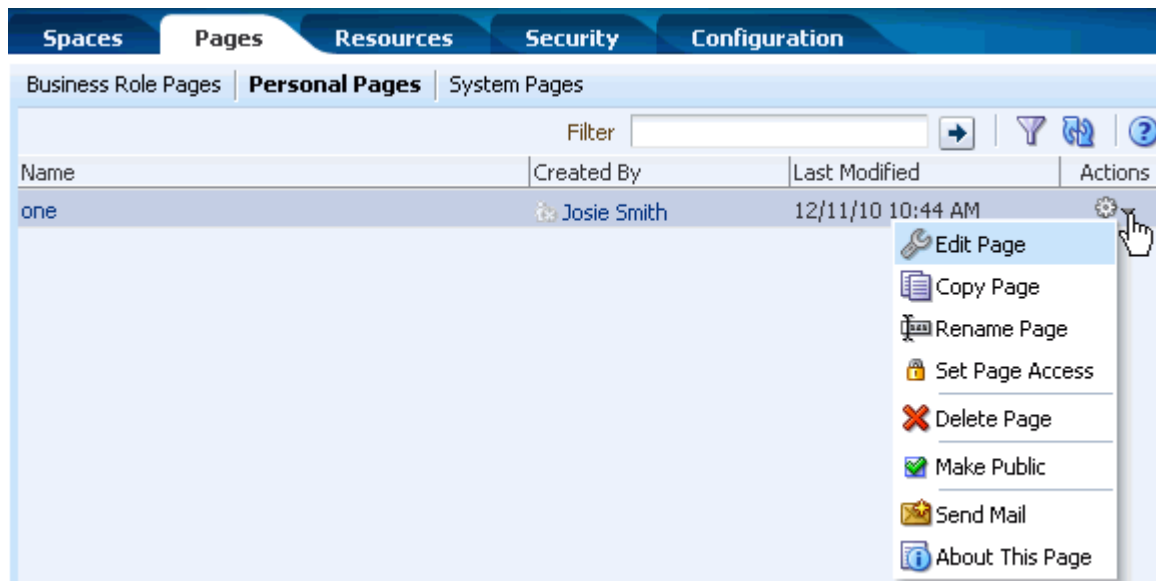 Spaces Pages Resources Security Configuration
Business Role Pages Personal Pages System Pages
Filter
Name Created By Last Modified Actions
one Josie Smith 12/11/10 10:44 AM
Edit Page
Copy Page
Rename Page
Set Page Access
Delete Page
Make Public
Send Mail
About This Page